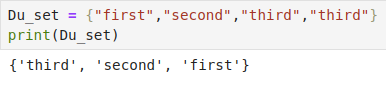 Du_set = {"first","second","third","third"}
print(Du_set)
{'third', 'second', 'first'}